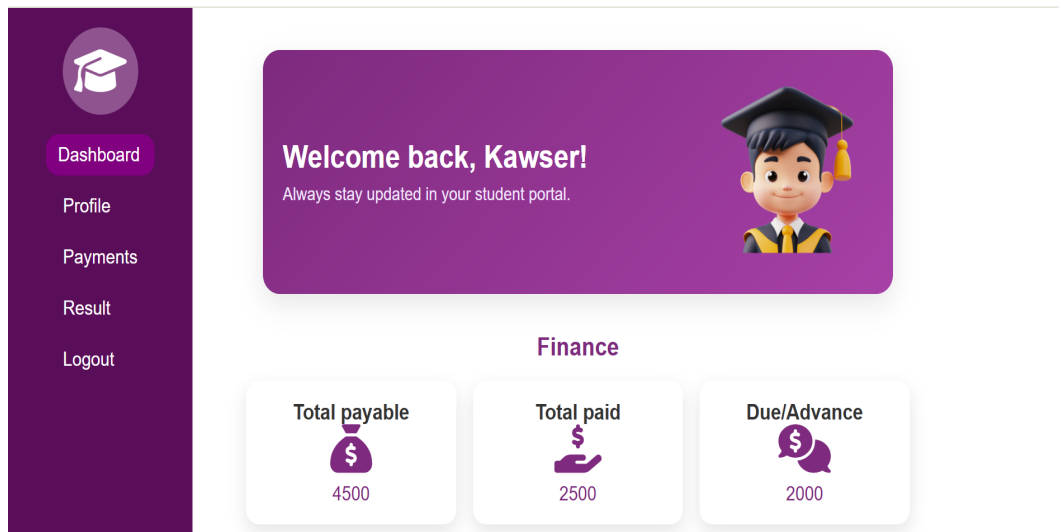 Dashboard
Profile
Payments
Result
Logout
Welcome back, Kawser!
Always stay updated in your student portal.
Finance
Total payable
$
4500
Total paid
$
2500
Due/Advance
$
2000